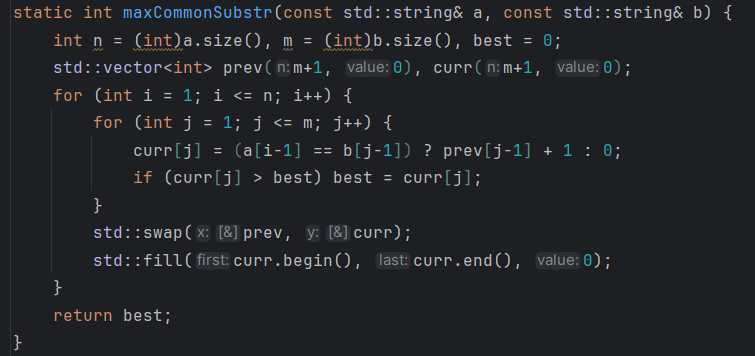 static int maxCommonSubstr(const std::string& a, const std::string& b) {
    int n = (int)a.size(), m = (int)b.size(), best = 0;
    std::vector<int> prev( n: m+1, value: 0), curr( n: m+1, value: 0);
    for (int i = 1; i <= n; i++) {
        for (int j = 1; j <= m; j++) {
            curr[j] = (a[i-1] == b[j-1]) ? prev[j-1] + 1 : 0;
            if (curr[j] > best) best = curr[j];
        }
        std::swap( x: [&] prev, y: [&] curr);
        std::fill( first: curr.begin(), last: curr.end(), value: 0);
    }
    return best;
}